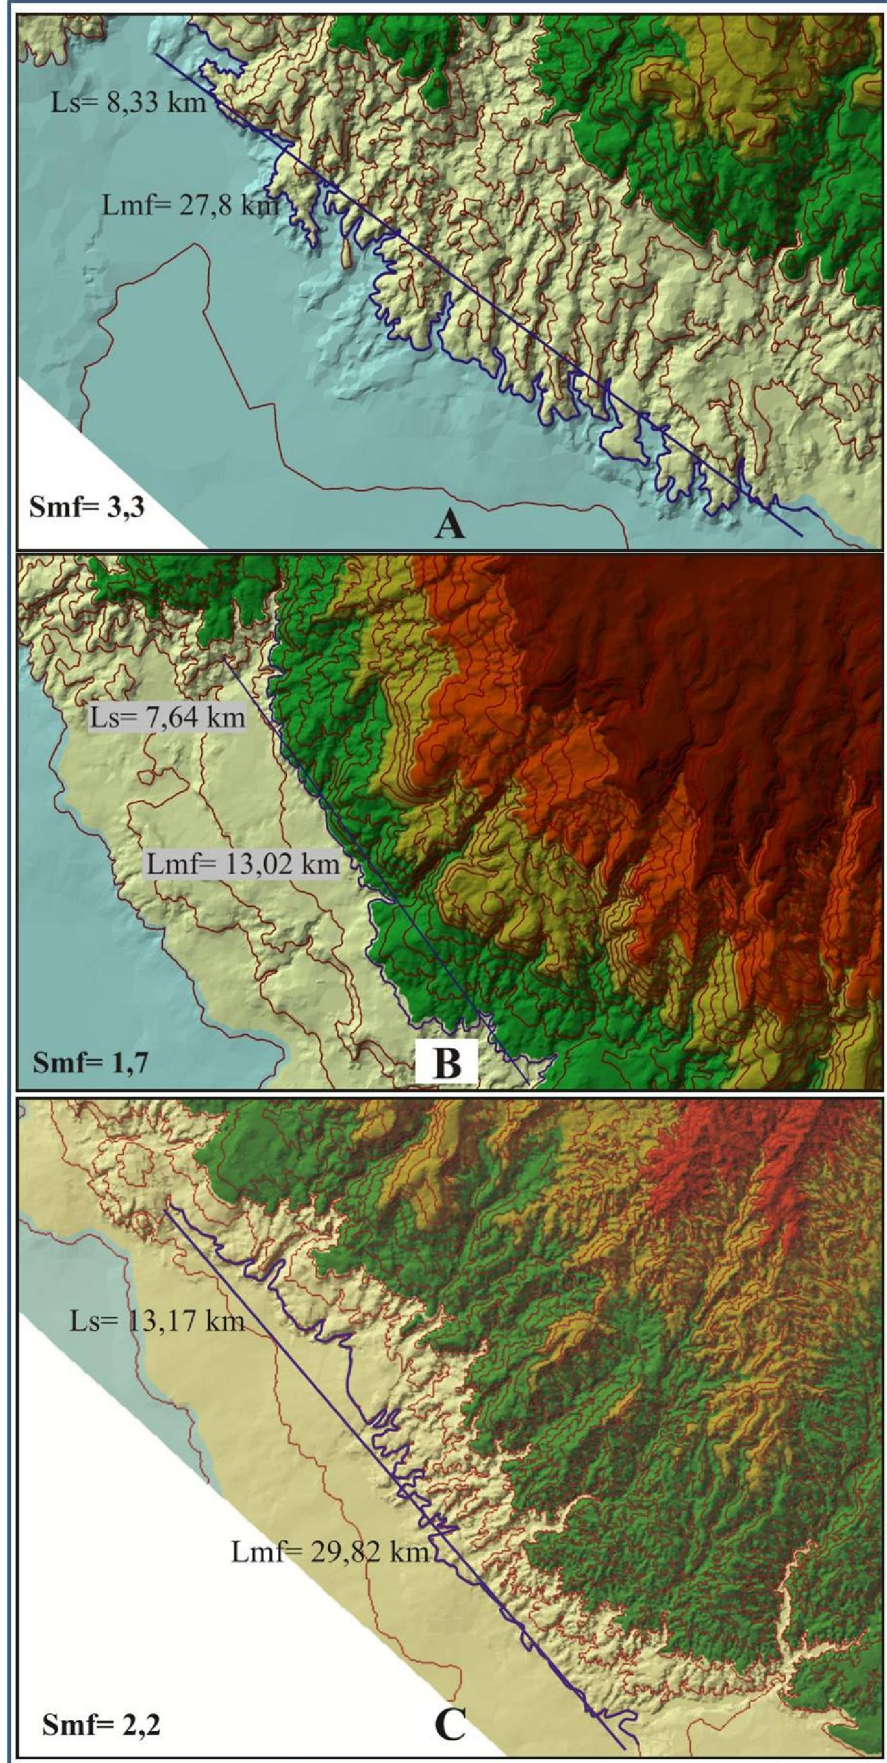 Ls= 8,33 km
Lmf= 27,8 km
Smf= 3,3
A
Ls= 7,64 km
Lmf= 13,02 km
Smf= 1,7
B
Ls= 13,17 km
Lmf= 29,82 km
Smf= 2,2
C